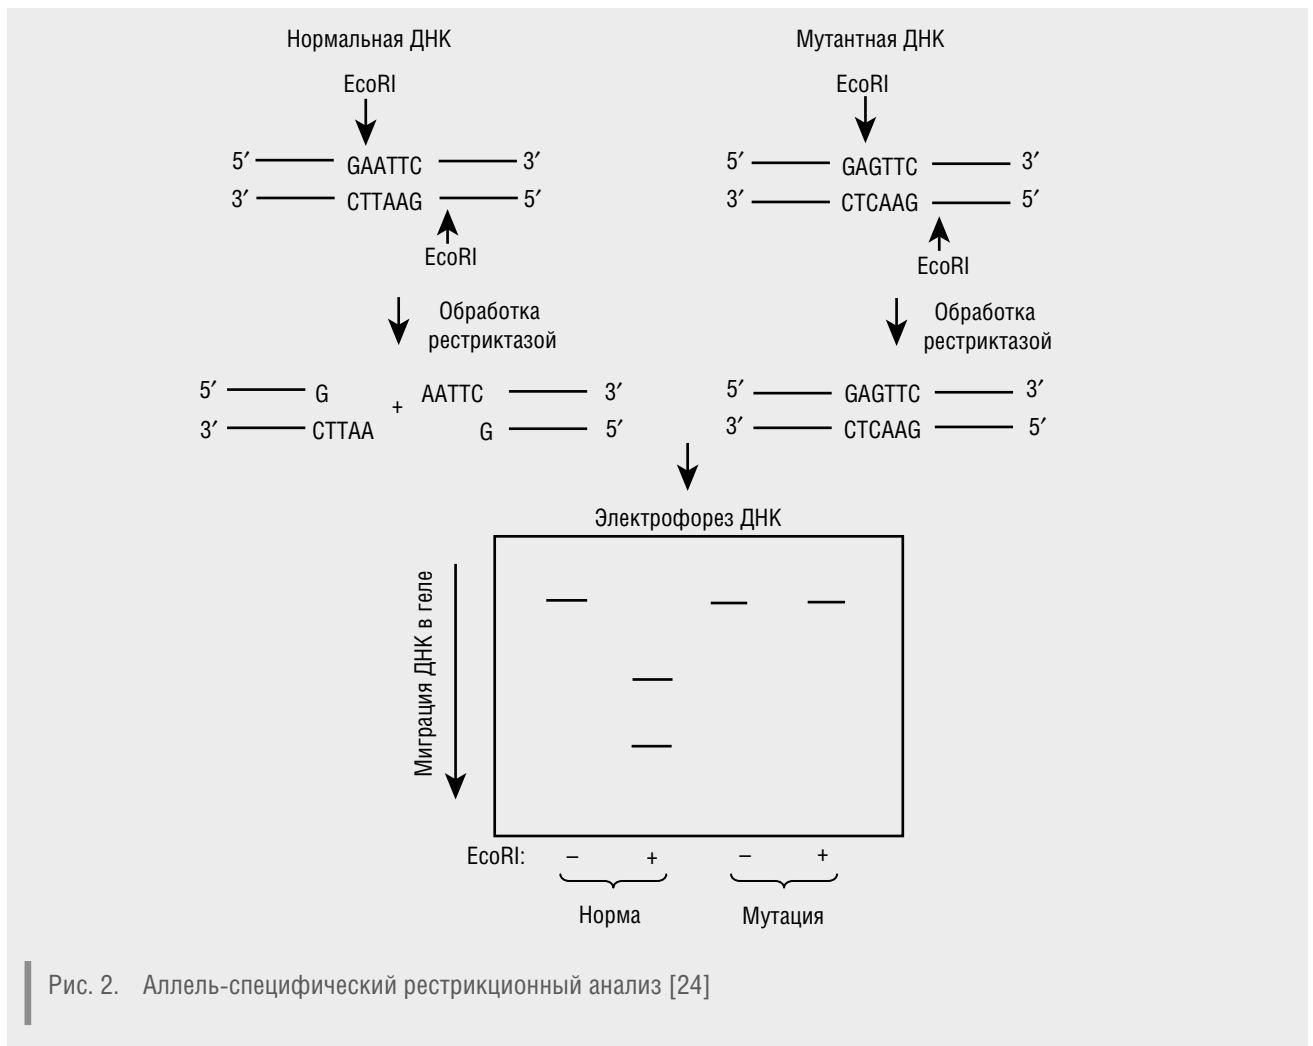 Нормальная ДНК
Мутантная ДНК
EcoRI
EcoRI
5′ GAATTC 3′
5′ GAGTTC 3′
3′ CTTAAG 5′
3′ CTCAAG 5′
EcoRI
EcoRI
Обработка
рестриктазой
Обработка
рестриктазой
5′ G + AATTC 3′
3′ CTTAA G 5′
5′ GAGTTC 3′
3′ CTCAAG 5′
Электрофорез ДНК
Миграция ДНК в геле
EcoRI: – + – +
Норма
Мутация
Рис. 2. Аллель-специфический рестрикционный анализ [24]